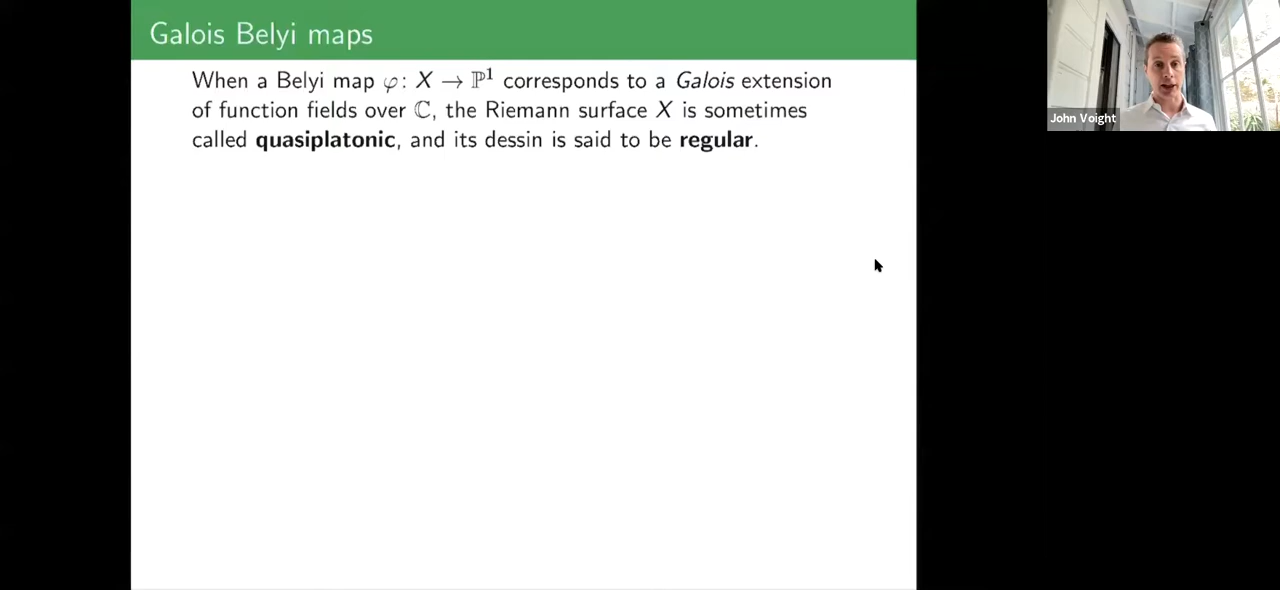 Galois Belyi maps
When a Belyi map φ: X → ℙ¹ corresponds to a Galois extension
of function fields over ℂ, the Riemann surface X is sometimes
called quasiplatonic, and its dessin is said to be regular.
John Voight